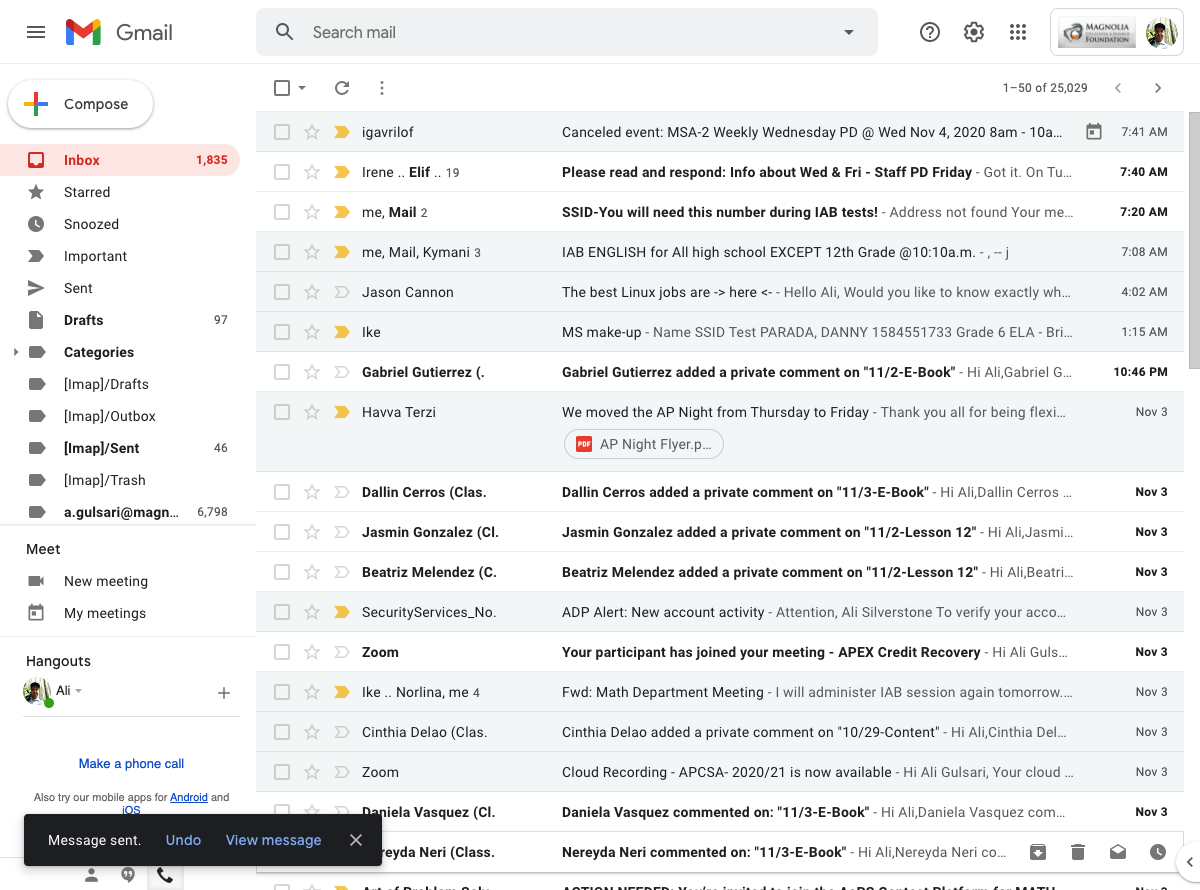 Gmail
Search mail
MAGNOLIA
FOUNDATION
Compose
1–50 of 25,029
Inbox 1,835
Starred
Snoozed
Important
Sent
Drafts 97
Categories
[Imap]/Drafts
[Imap]/Outbox
[Imap]/Sent 46
[Imap]/Trash
a.gulsari@magn... 6,798
Meet
New meeting
My meetings
Hangouts
Ali
Make a phone call
Also try our mobile apps for Android and
iOS
igavrilof Canceled event: MSA-2 Weekly Wednesday PD @ Wed Nov 4, 2020 8am - 10a... 7:41 AM
Irene .. Elif .. 19 Please read and respond: Info about Wed & Fri - Staff PD Friday - Got it. On Tu... 7:40 AM
me, Mail 2 SSID-You will need this number during IAB tests! - Address not found Your me... 7:20 AM
me, Mail, Kymani 3 IAB ENGLISH for All high school EXCEPT 12th Grade @10:10a.m. - , -- j 7:08 AM
Jason Cannon The best Linux jobs are -> here <- - Hello Ali, Would you like to know exactly wh... 4:02 AM
Ike MS make-up - Name SSID Test PARADA, DANNY 1584551733 Grade 6 ELA - Bri... 1:15 AM
Gabriel Gutierrez (. Gabriel Gutierrez added a private comment on "11/2-E-Book" - Hi Ali,Gabriel G... 10:46 PM
Havva Terzi We moved the AP Night from Thursday to Friday - Thank you all for being flexi... Nov 3
PDF AP Night Flyer.p...
Dallin Cerros (Clas. Dallin Cerros added a private comment on "11/3-E-Book" - Hi Ali,Dallin Cerros ... Nov 3
Jasmin Gonzalez (Cl. Jasmin Gonzalez added a private comment on "11/2-Lesson 12" - Hi Ali,Jasmi... Nov 3
Beatriz Melendez (C. Beatriz Melendez added a private comment on "11/2-Lesson 12" - Hi Ali,Beatri... Nov 3
SecurityServices_No. ADP Alert: New account activity - Attention, Ali Silverstone To verify your acco... Nov 3
Zoom Your participant has joined your meeting - APEX Credit Recovery - Hi Ali Guls... Nov 3
Ike .. Norlina, me 4 Fwd: Math Department Meeting - I will administer IAB session again tomorrow.... Nov 3
Cinthia Delao (Clas. Cinthia Delao added a private comment on "10/29-Content" - Hi Ali,Cinthia Del... Nov 3
Zoom Cloud Recording - APCSA- 2020/21 is now available - Hi Ali Gulsari, Your cloud ... Nov 3
Daniela Vasquez (Cl. Daniela Vasquez commented on: "11/3-E-Book" - Hi Ali,Daniela Vasquez com... Nov 3
reyda Neri (Class. Nereyda Neri commented on: "11/3-E-Book" - Hi Ali,Nereyda Neri co...
Message sent. Undo View message